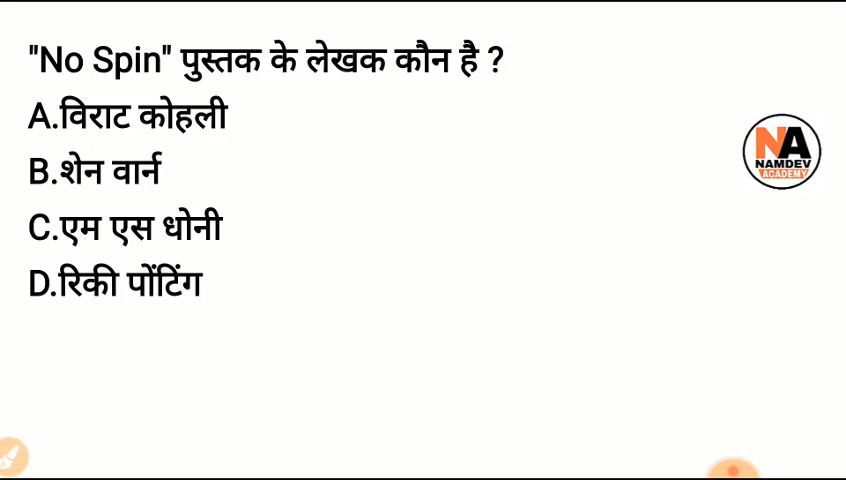 "No Spin" पुस्तक के लेखक कौन है ?
A.विराट कोहली
B.शेन वार्न
C.एम एस धोनी
D.रिकी पोंटिंग
NA
NAMDEV
ACADEMY